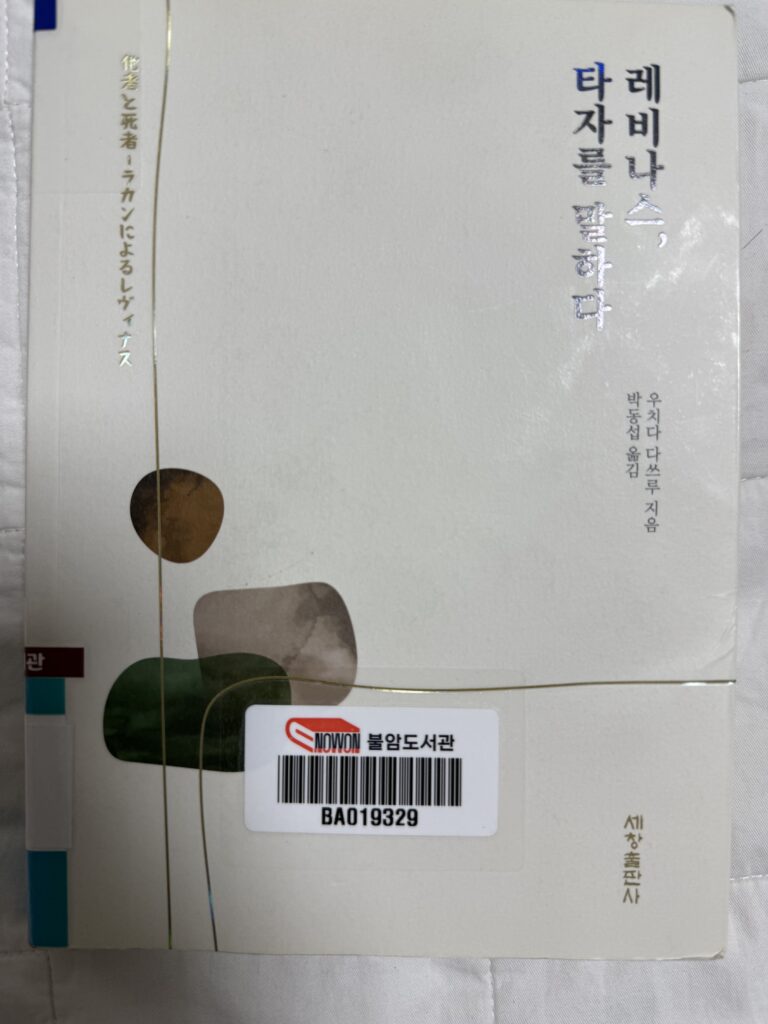 레비나스,
타자를 말하다
우치다 다쓰루 지음
박동섭 옮김
他者と死者ーラカンによるレヴィナス
관
NOWON 불암도서관
BA019329
세창출판사